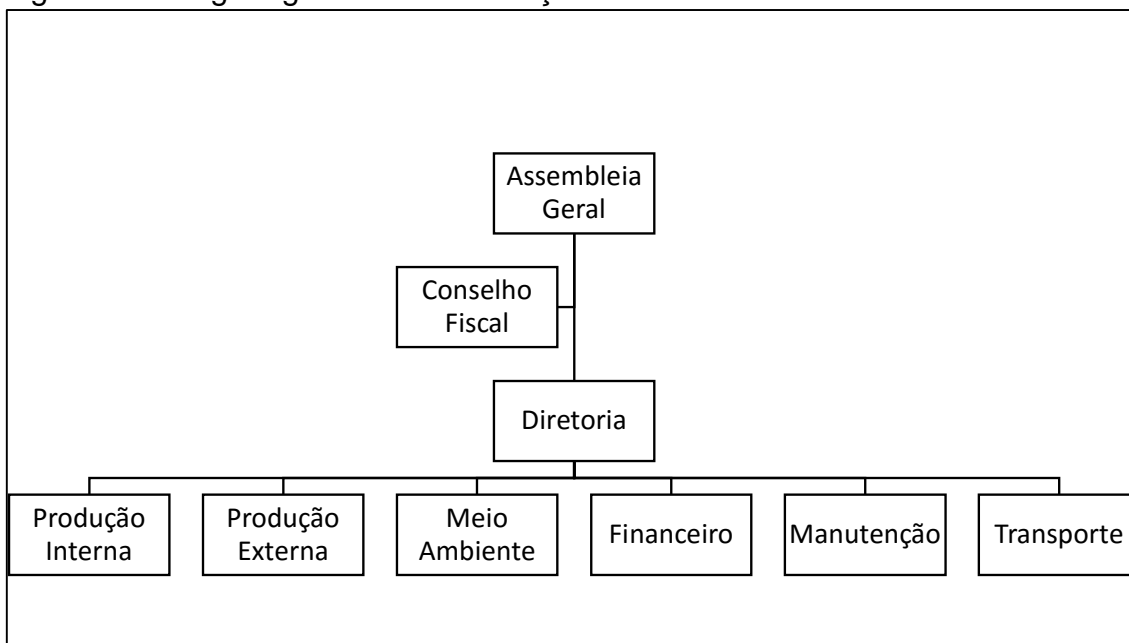 Assembleia
Geral
Conselho
Fiscal
Diretoria
Produção
Interna
Produção
Externa
Meio
Ambiente
Financeiro
Manutenção
Transporte